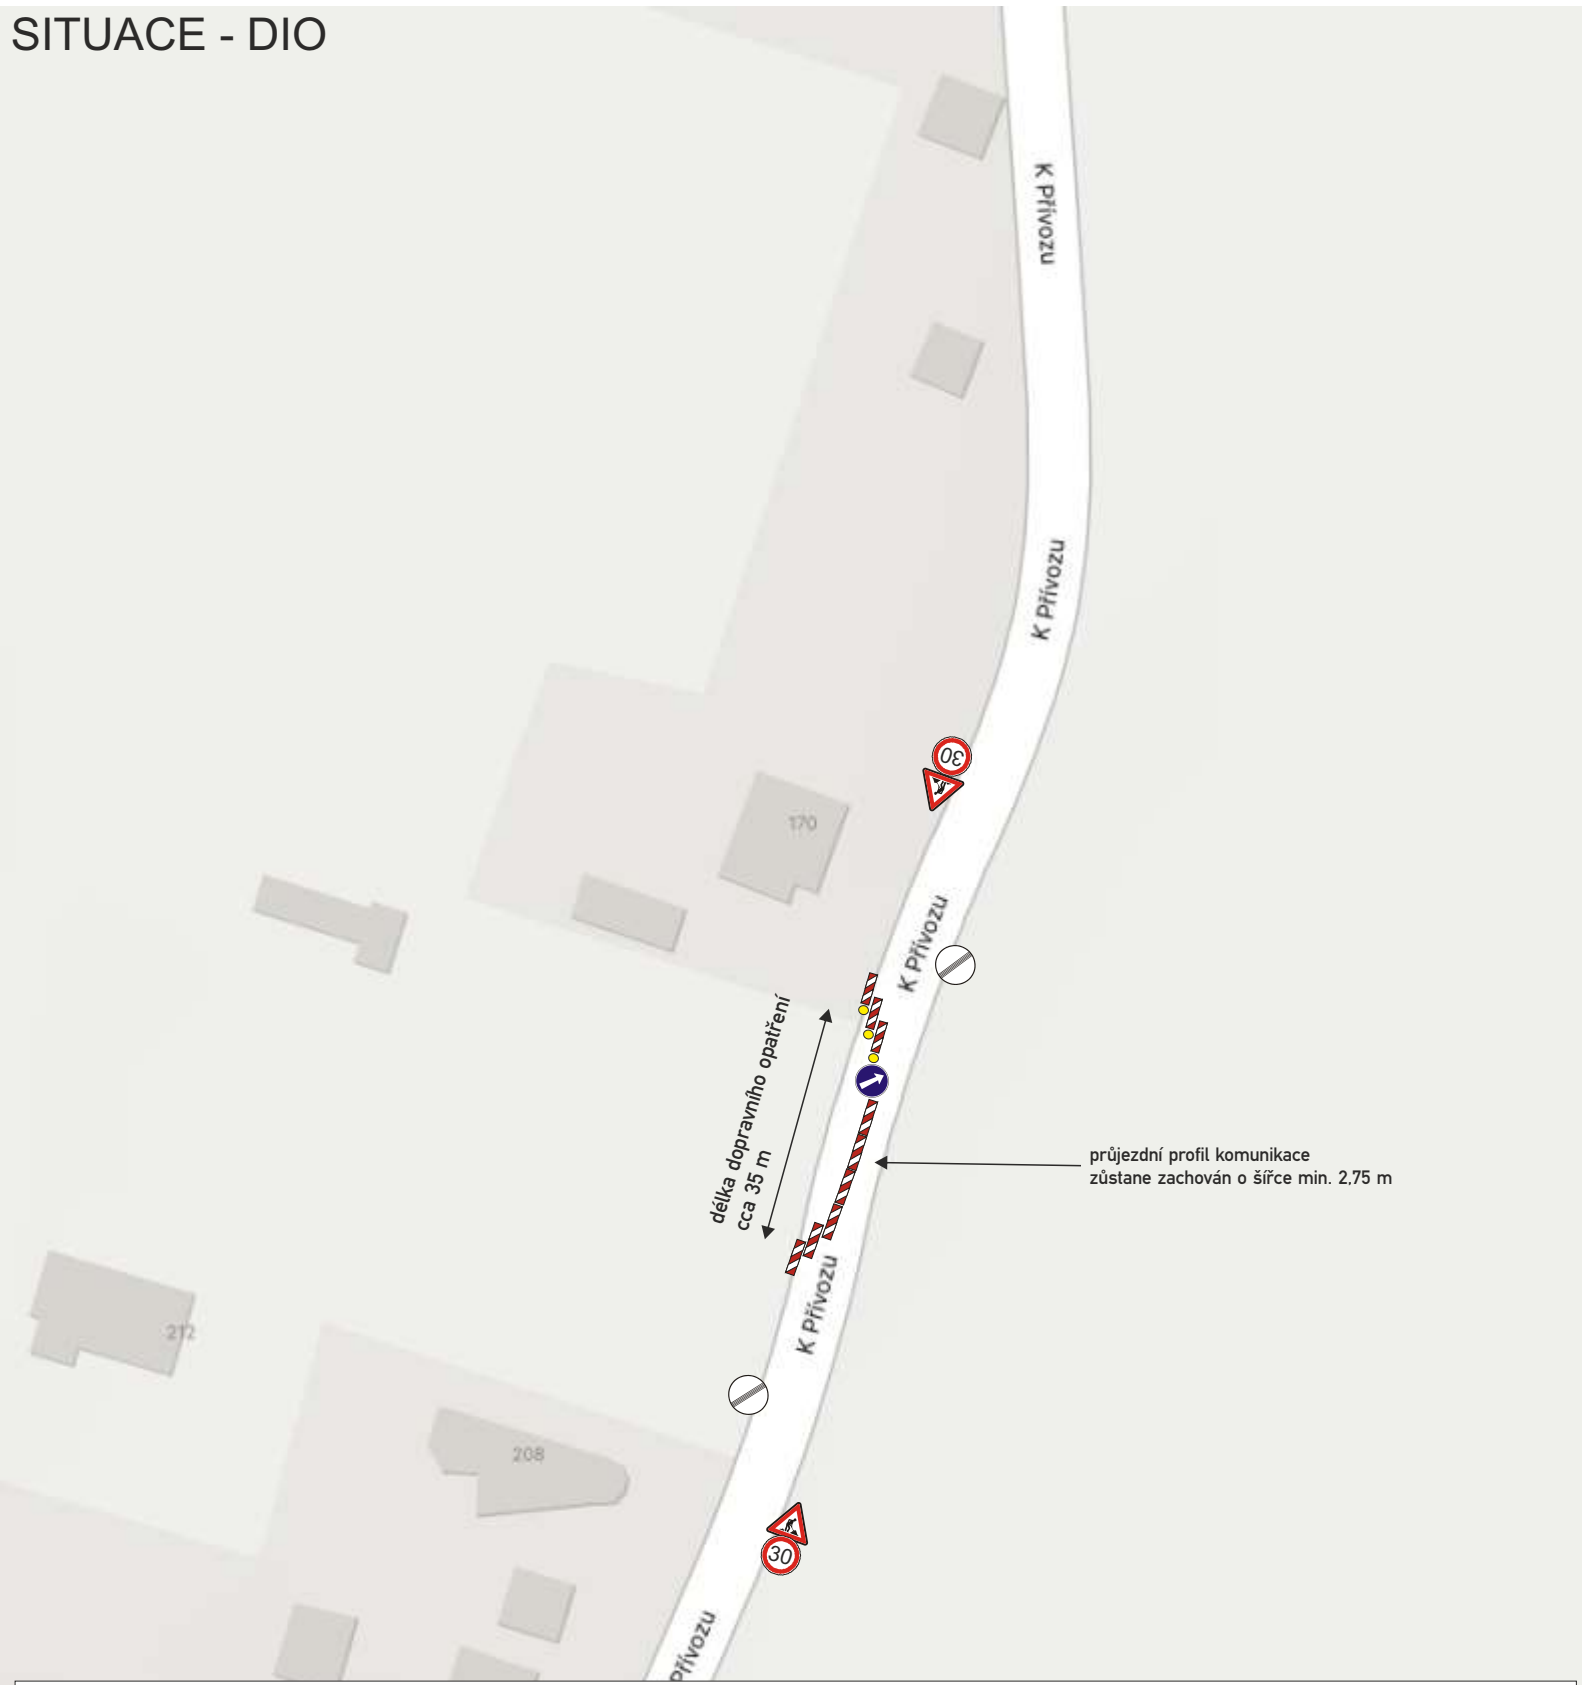 SITUACE - DIO
K Přívozu
K Přívozu
30
170
K Přívozu
délka dopravního opatření
cca 35 m
průjezdní profil komunikace
zůstane zachován o šířce min. 2,75 m
K Přívozu
212
208
30
Přívozu